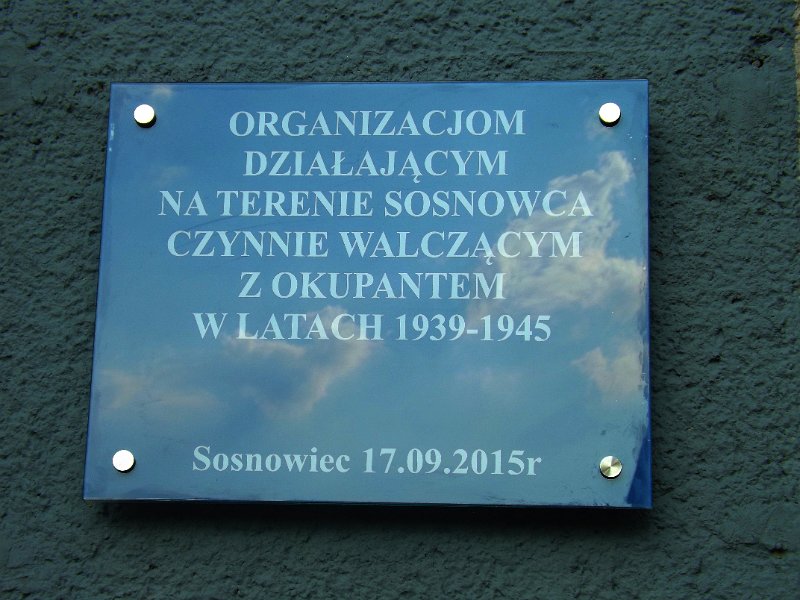 ORGANIZACJOM
DZIAŁAJĄCYM
NA TERENIE SOSNOWCA
CZYNNIE WALCZĄCYM
Z OKUPANTEM
W LATACH 1939-1945
Sosnowiec 17.09.2015r